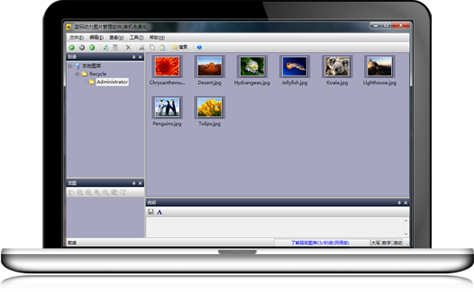 文件(F) 编辑(E) 查看(V) 工具(T) 帮助(H)
搜索
目录
本地图库
Recycle
Administrator
Chrysanthemu... Desert.jpg Hydrangeas.jpg Jellyfish.jpg Koala.jpg Lighthouse.jpg
Penguins.jpg Tulips.jpg
说明
就绪
大写 数字